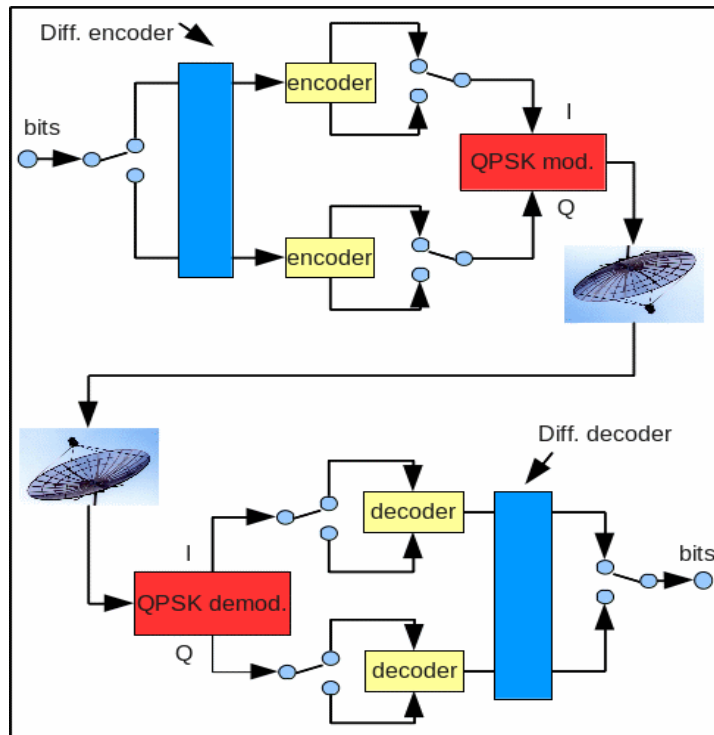 Diff. encoder
bits
encoder
I
QPSK mod.
Q
encoder
Diff. decoder
decoder
I
bits
QPSK demod.
Q
decoder